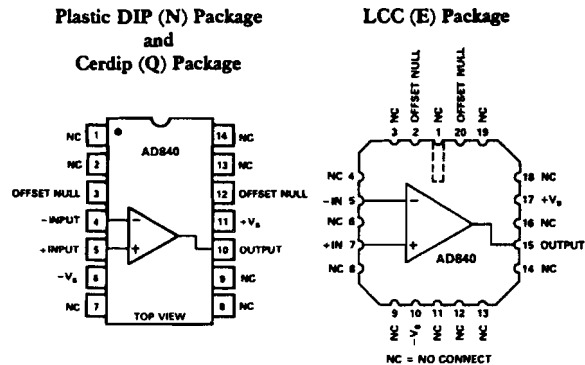 Plastic DIP (N) Package
and
Cerdip (Q) Package
NC 1
14 NC
AD840
NC 2
13 NC
OFFSET NULL 3
12 OFFSET NULL
-INPUT 4
11 +Vs
+INPUT 5
10 OUTPUT
-Vs 6
9 NC
NC 7
8 NC
TOP VIEW
LCC (E) Package
NC OFFSET NULL NC OFFSET NULL NC
3 2 1 20 19
NC 4
18 NC
-IN 5
17 +Vs
NC 6
16 NC
+IN 7
15 OUTPUT
NC 8
14 NC
AD840
9 10 11 12 13
NC -Vs NC NC NC
NC = NO CONNECT